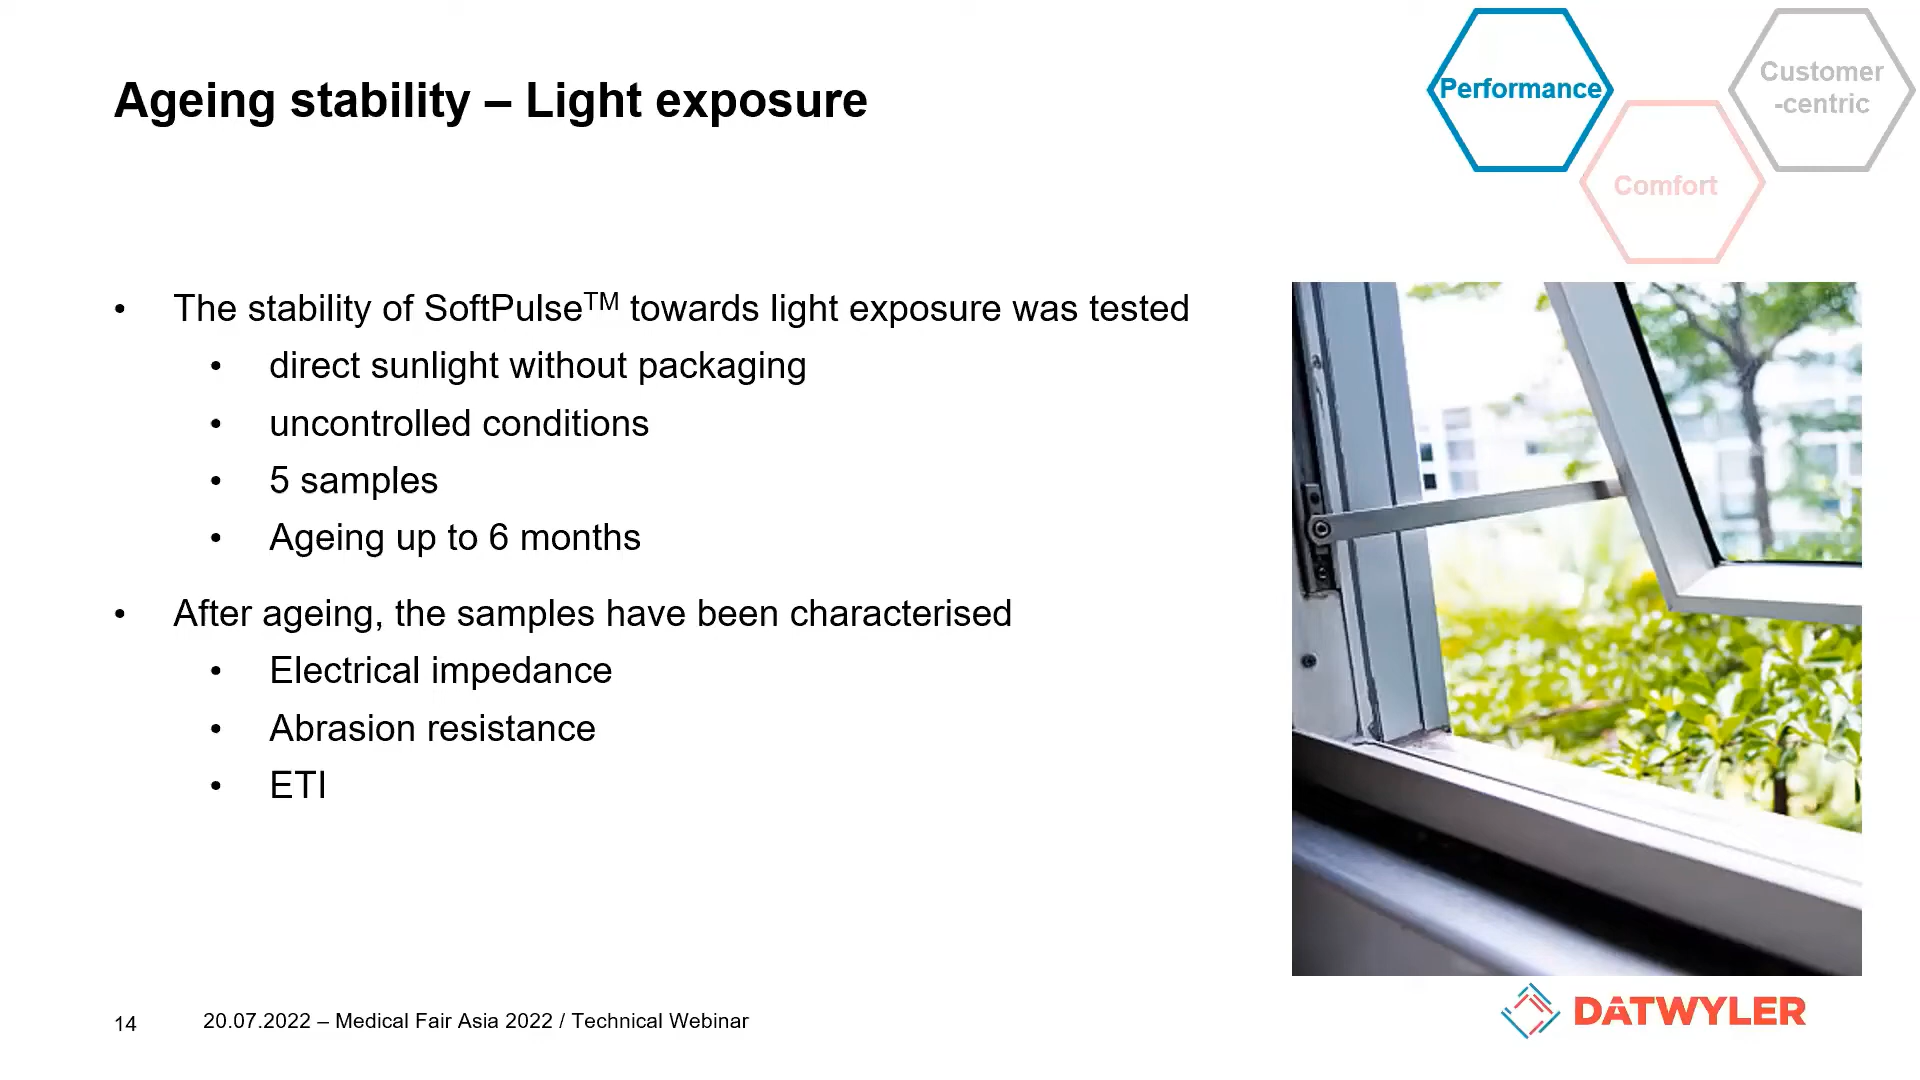 Ageing stability – Light exposure
Performance
Customer
-centric
Comfort
• The stability of SoftPulse™ towards light exposure was tested
• direct sunlight without packaging
• uncontrolled conditions
• 5 samples
• Ageing up to 6 months
• After ageing, the samples have been characterised
• Electrical impedance
• Abrasion resistance
• ETI
14
20.07.2022 – Medical Fair Asia 2022 / Technical Webinar
DATWYLER